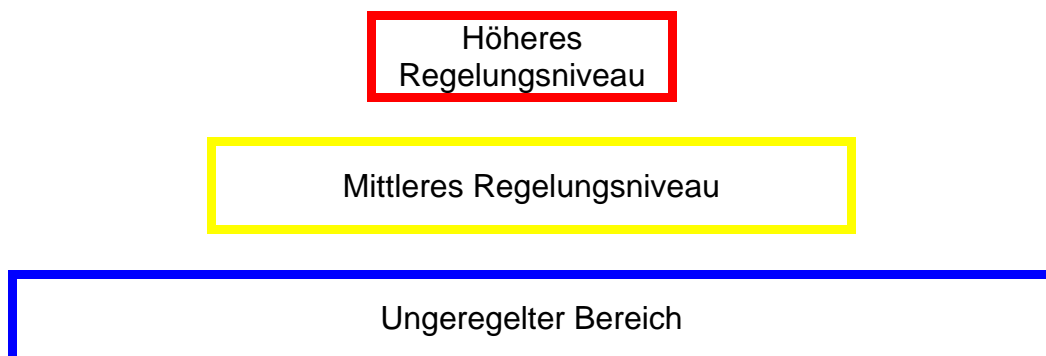 Höheres
Regelungsniveau
Mittleres Regelungsniveau
Ungeregelter Bereich